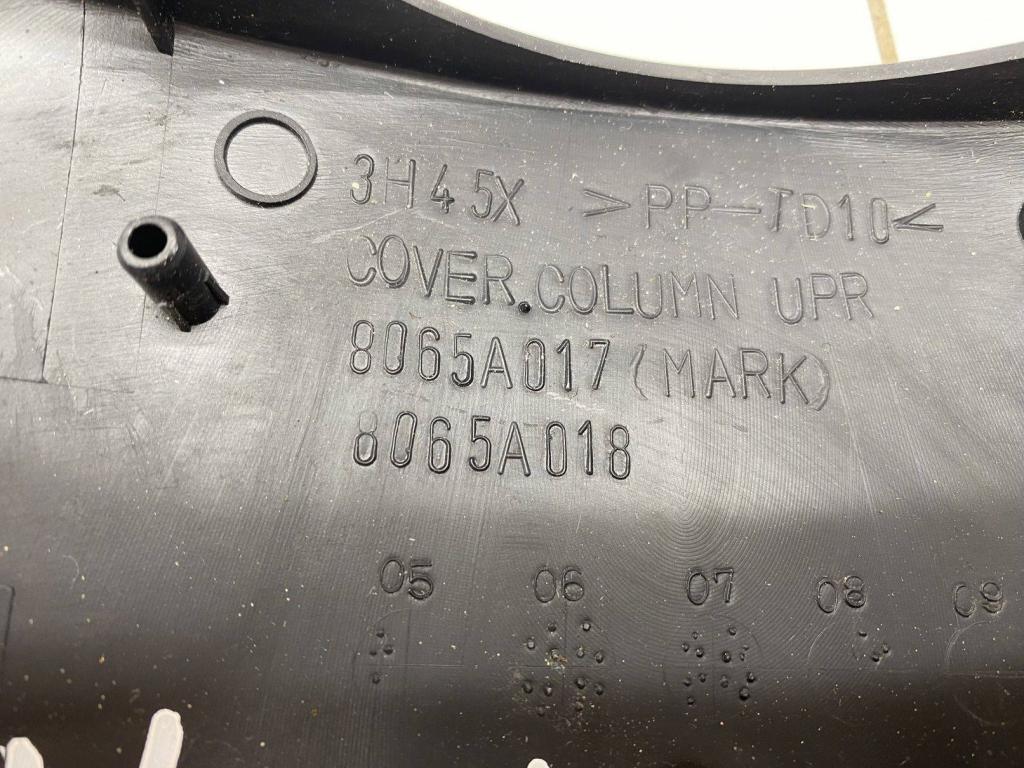 3H45X >PP-TD10<
COVER.COLUMN UPR
8065A017 (MARK)
8065A018
05 06 07 08 09